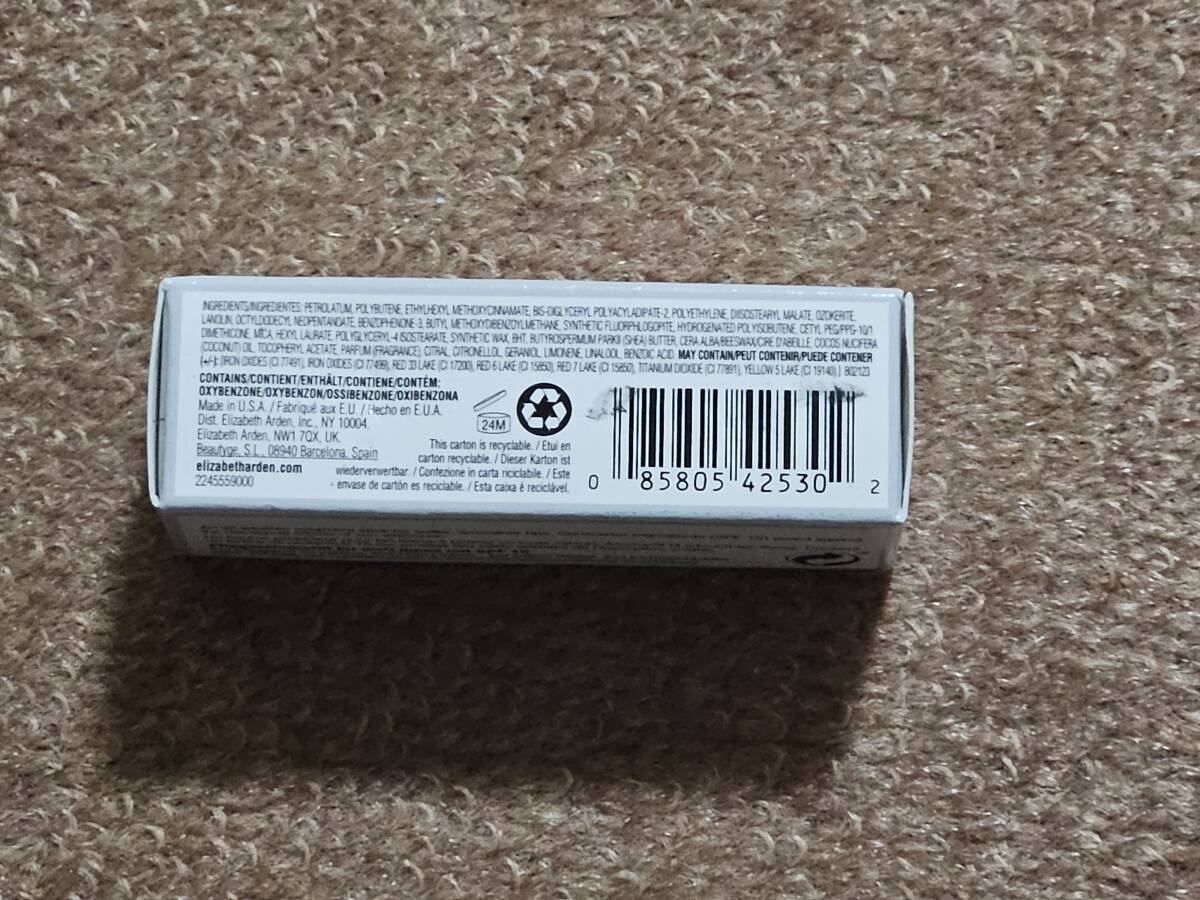 INGREDIENTS/INGREDIENTES: PETROLATUM, POLYBUTENE, ETHYLHEXYL METHOXYCINNAMATE, BIS-DIGLYCERYL POLYACYLADIPATE-2, POLYETHYLENE, DIISOSTEARYL MALATE, OZOKERITE,
LANOLIN, OCTYLDODECYL NEOPENTANOATE, BENZOPHENONE-3, BUTYL METHOXYDIBENZOYLMETHANE, SYNTHETIC FLUORPHLOGOPITE, HYDROGENATED POLYISOBUTENE, CETYL PEG/PPG-10/1
DIMETHICONE, MICA, HEXYL LAURATE, POLYGLYCERYL-4 ISOSTEARATE, SYNTHETIC WAX, BHT, BUTYROSPERMUM PARKII (SHEA) BUTTER, CERA ALBA/BEESWAX/CIRE D'ABEILLE, COCOS NUCIFERA
(COCONUT) OIL, TOCOPHERYL ACETATE, PARFUM (FRAGRANCE), CITRAL, CITRONELLOL, GERANIOL, LIMONENE, LINALOOL, BENZOIC ACID. MAY CONTAIN/PEUT CONTENIR/PUEDE CONTENER
(+/-): [IRON OXIDES (CI 77491), IRON OXIDES (CI 77499), RED 33 LAKE (CI 17200), RED 6 LAKE (CI 15850), RED 7 LAKE (CI 15850), TITANIUM DIOXIDE (CI 77891), YELLOW 5 LAKE (CI 19140).] B02123
CONTAINS/CONTIENT/ENTHÄLT/CONTIENE/CONTÉM:
OXYBENZONE/OXYBENZON/OSSIBENZONE/OXIBENZONA
Made in U.S.A. / Fabriqué aux E.U. / Hecho en E.U.A.
Dist. Elizabeth Arden, Inc., NY 10004.
Elizabeth Arden, NW1 7QX, UK.
Beautyge, S.L., 08940 Barcelona, Spain
elizabetharden.com
2245559000
24M
This carton is recyclable. / Etui en
carton recyclable. / Dieser Karton ist
wiederverwertbar. / Confezione in carta riciclabile. / Este
envase de cartón es reciclable. / Esta caixa é reciclável.
0 85805 42530 2